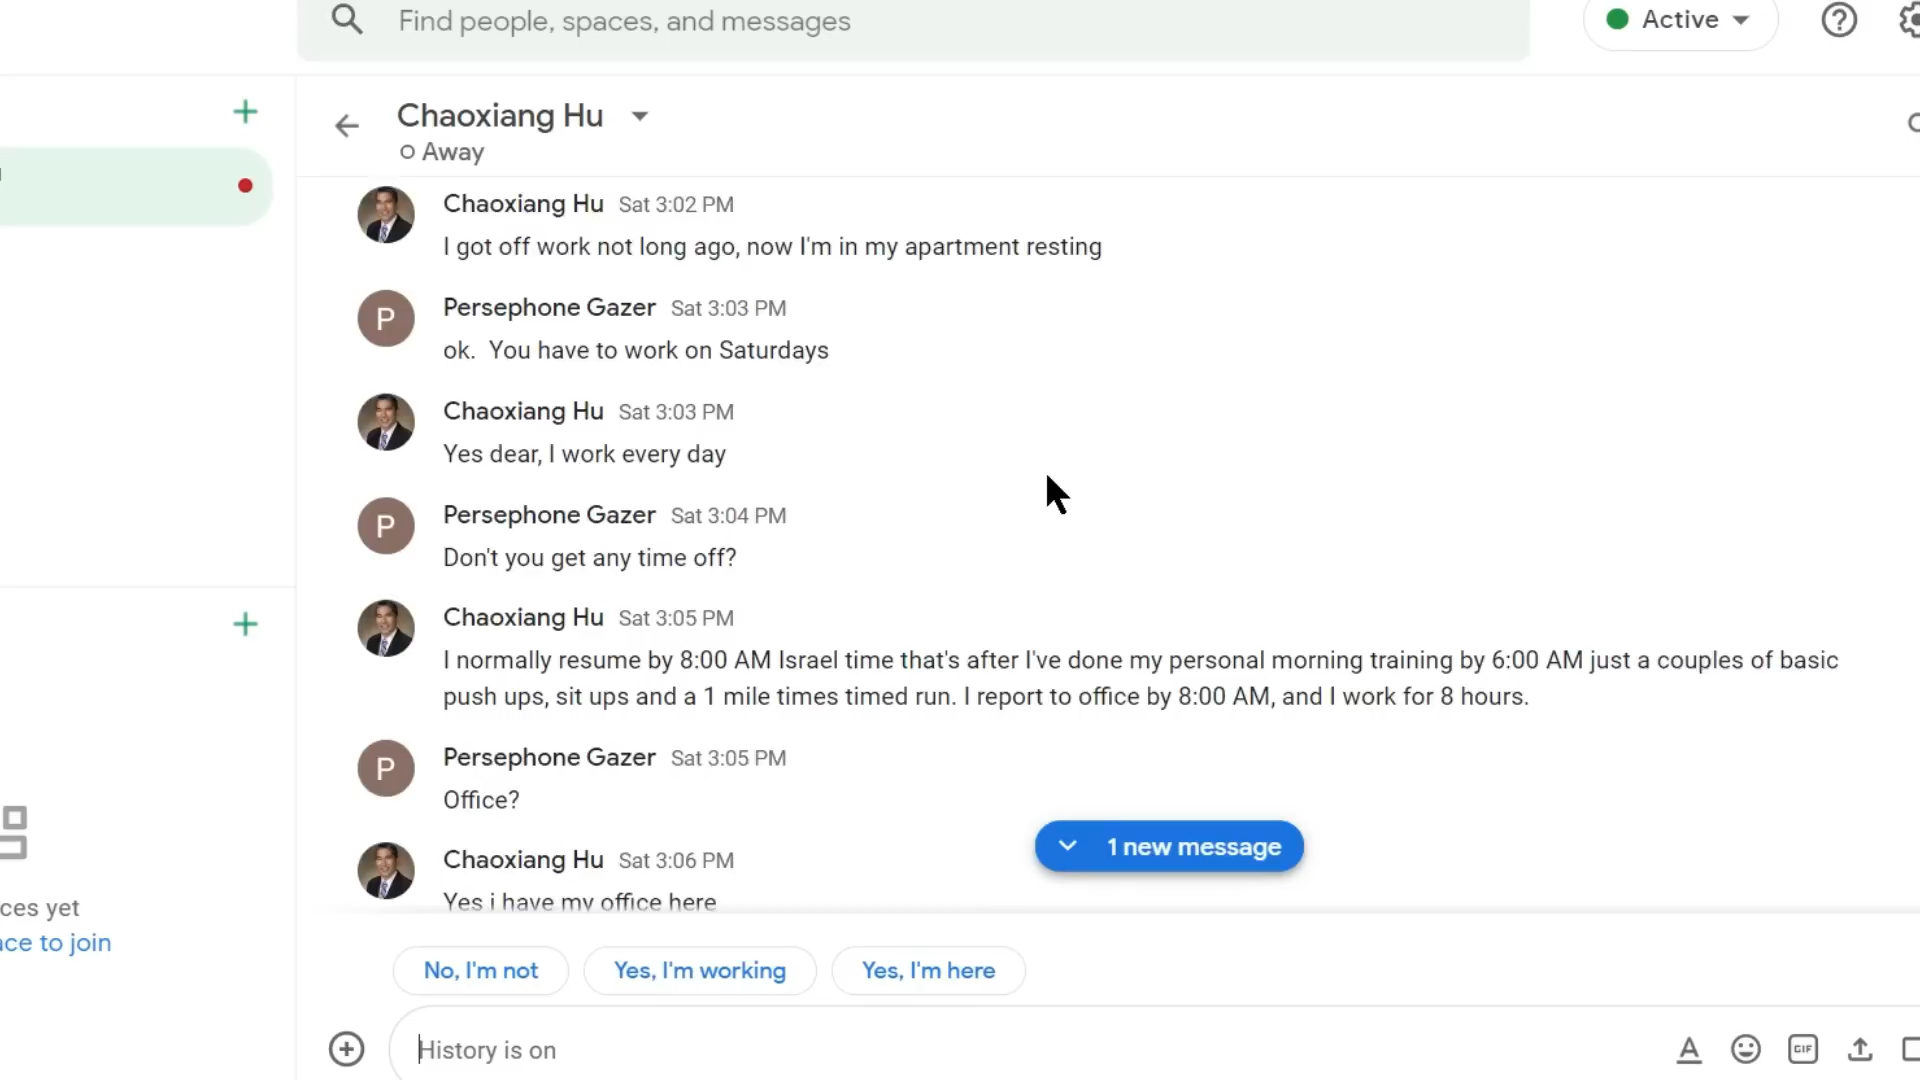 Find people, spaces, and messages
Active
Chaoxiang Hu
Away
Chaoxiang Hu Sat 3:02 PM
I got off work not long ago, now I'm in my apartment resting
P
Persephone Gazer Sat 3:03 PM
ok.  You have to work on Saturdays
Chaoxiang Hu Sat 3:03 PM
Yes dear, I work every day
P
Persephone Gazer Sat 3:04 PM
Don't you get any time off?
Chaoxiang Hu Sat 3:05 PM
I normally resume by 8:00 AM Israel time that's after I've done my personal morning training by 6:00 AM just a couples of basic
push ups, sit ups and a 1 mile times timed run. I report to office by 8:00 AM, and I work for 8 hours.
P
Persephone Gazer Sat 3:05 PM
Office?
1 new message
Chaoxiang Hu Sat 3:06 PM
Yes i have my office here
ces yet
ace to join
No, I'm not
Yes, I'm working
Yes, I'm here
History is on
A
GIF